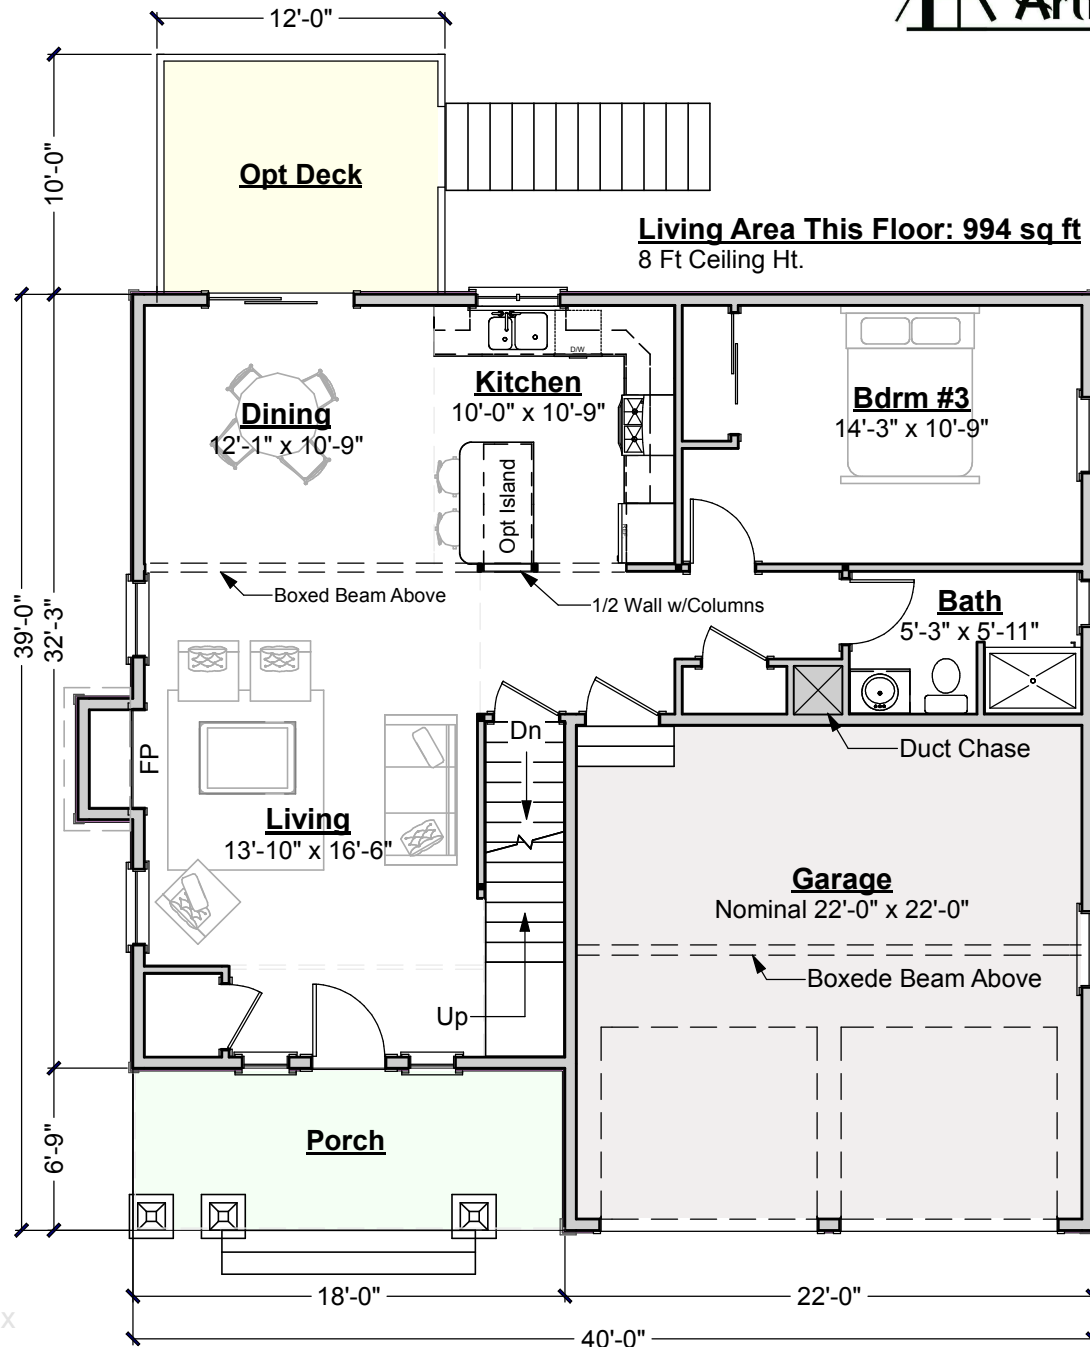 12'-0"
10'-0"
Opt Deck
Living Area This Floor: 994 sq ft
8 Ft Ceiling Ht.
D/W
Kitchen
10'-0" x 10'-9"
Dining
12'-1" x 10'-9"
Bdrm #3
14'-3" x 10'-9"
Opt Island
Boxed Beam Above
1/2 Wall w/Columns
Bath
5'-3" x 5'-11"
39'-0"
32'-3"
Dn
Duct Chase
FP
Living
13'-10" x 16'-6"
Garage
Nominal 22'-0" x 22'-0"
Boxede Beam Above
Up
Porch
6'-9"
18'-0"
22'-0"
x
40'-0"